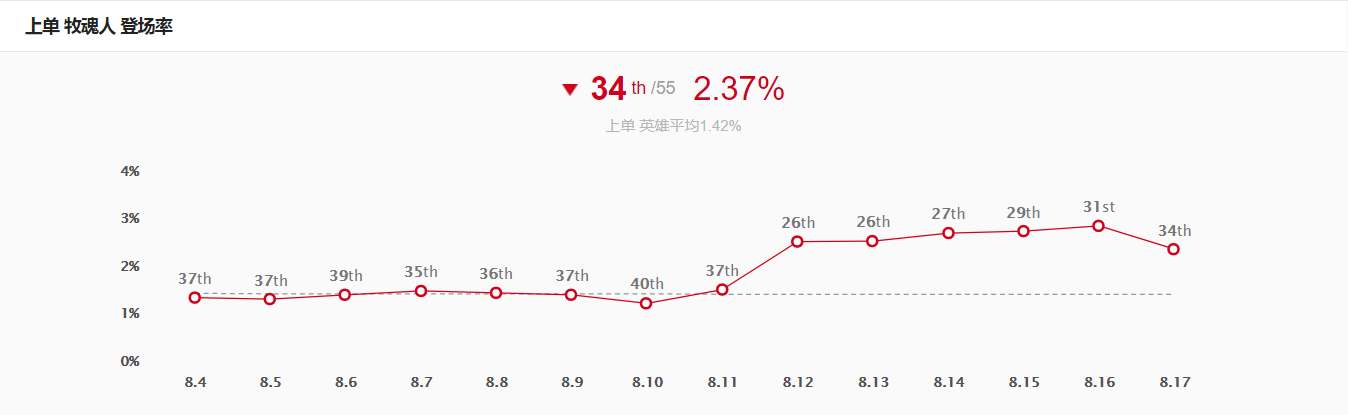 上单 牧魂人 登场率
34 th /55 2.37%
上单 英雄平均1.42%
4%
3%
2%
1%
0%
37th 37th 39th 35th 36th 37th 40th 37th 26th 26th 27th 29th 31st 34th
8.4 8.5 8.6 8.7 8.8 8.9 8.10 8.11 8.12 8.13 8.14 8.15 8.16 8.17